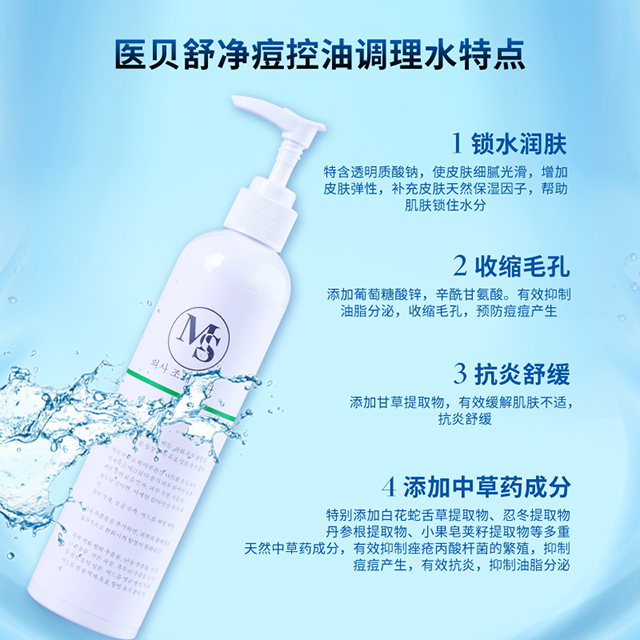 医贝舒净痘控油调理水特点
1 锁水润肤
特含透明质酸钠，使皮肤细腻光滑，增加
皮肤弹性，补充皮肤天然保湿因子，帮助
肌肤锁住水分
2 收缩毛孔
添加葡萄糖酸锌，辛酰甘氨酸。有效抑制
油脂分泌，收缩毛孔，预防痘痘产生
3 抗炎舒缓
添加甘草提取物，有效缓解肌肤不适，
抗炎舒缓
4 添加中草药成分
特别添加白花蛇舌草提取物、忍冬提取物
丹参根提取物、小果皂荚籽提取物等多重
天然中草药成分，有效抑制痤疮丙酸杆菌的繁殖，抑制
痘痘产生，有效抗炎，抑制油脂分泌
MS
의사